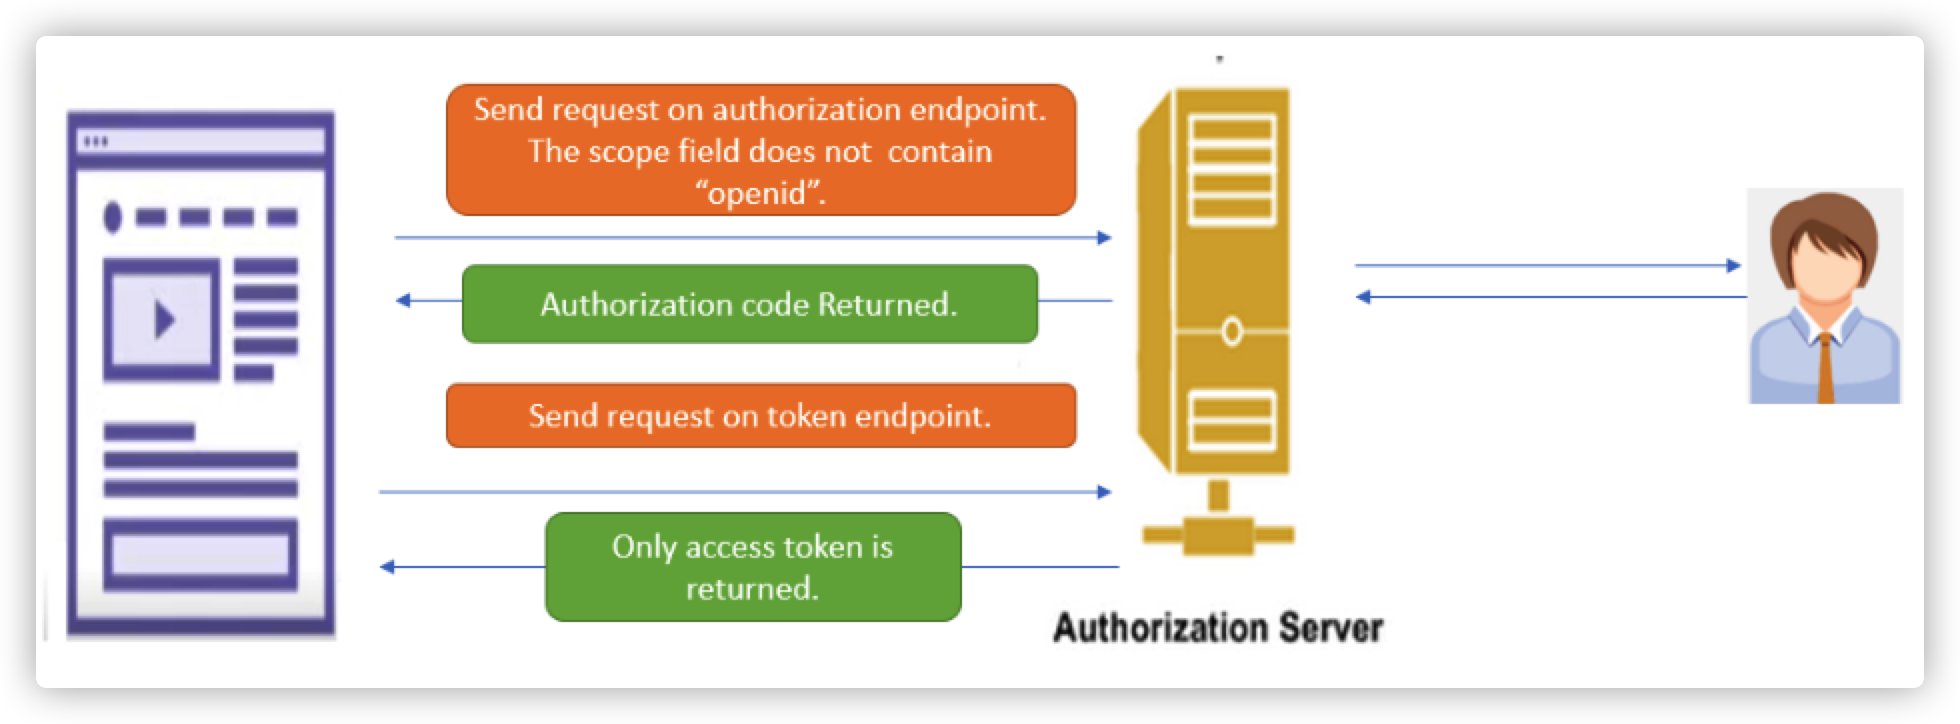 Send request on authorization endpoint.
The scope field does not contain
“openid”.
Authorization code Returned.
Send request on token endpoint.
Only access token is
returned.
Authorization Server